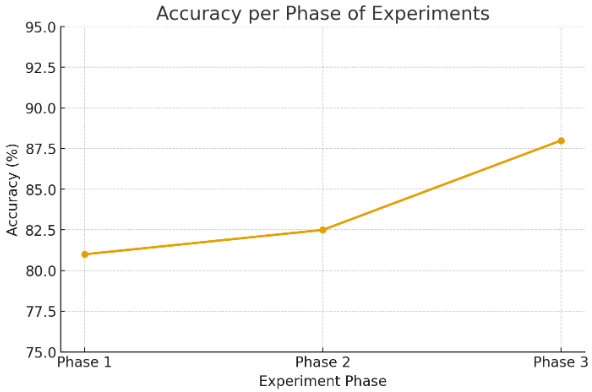 Accuracy per Phase of Experiments
95.0
92.5
90.0
87.5
85.0
82.5
80.0
77.5
75.0
Accuracy (%)
Phase 1 Phase 2 Phase 3
Experiment Phase